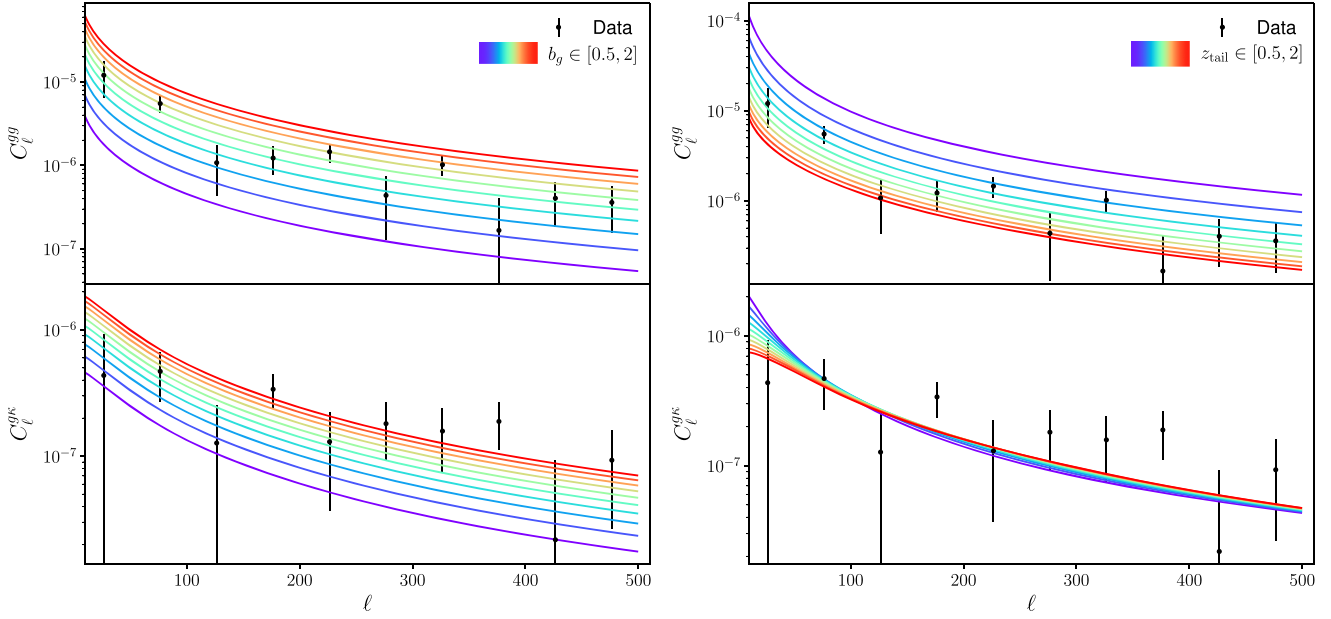 Data
b_g ∈ [0.5, 2]
10^{-5}
10^{-6}
10^{-7}
C_ℓ^{gg}
10^{-6}
10^{-7}
C_ℓ^{gκ}
100 200 300 400 500
ℓ
Data
z_tail ∈ [0.5, 2]
10^{-4}
10^{-5}
10^{-6}
C_ℓ^{gg}
10^{-6}
10^{-7}
C_ℓ^{gκ}
100 200 300 400 500
ℓ